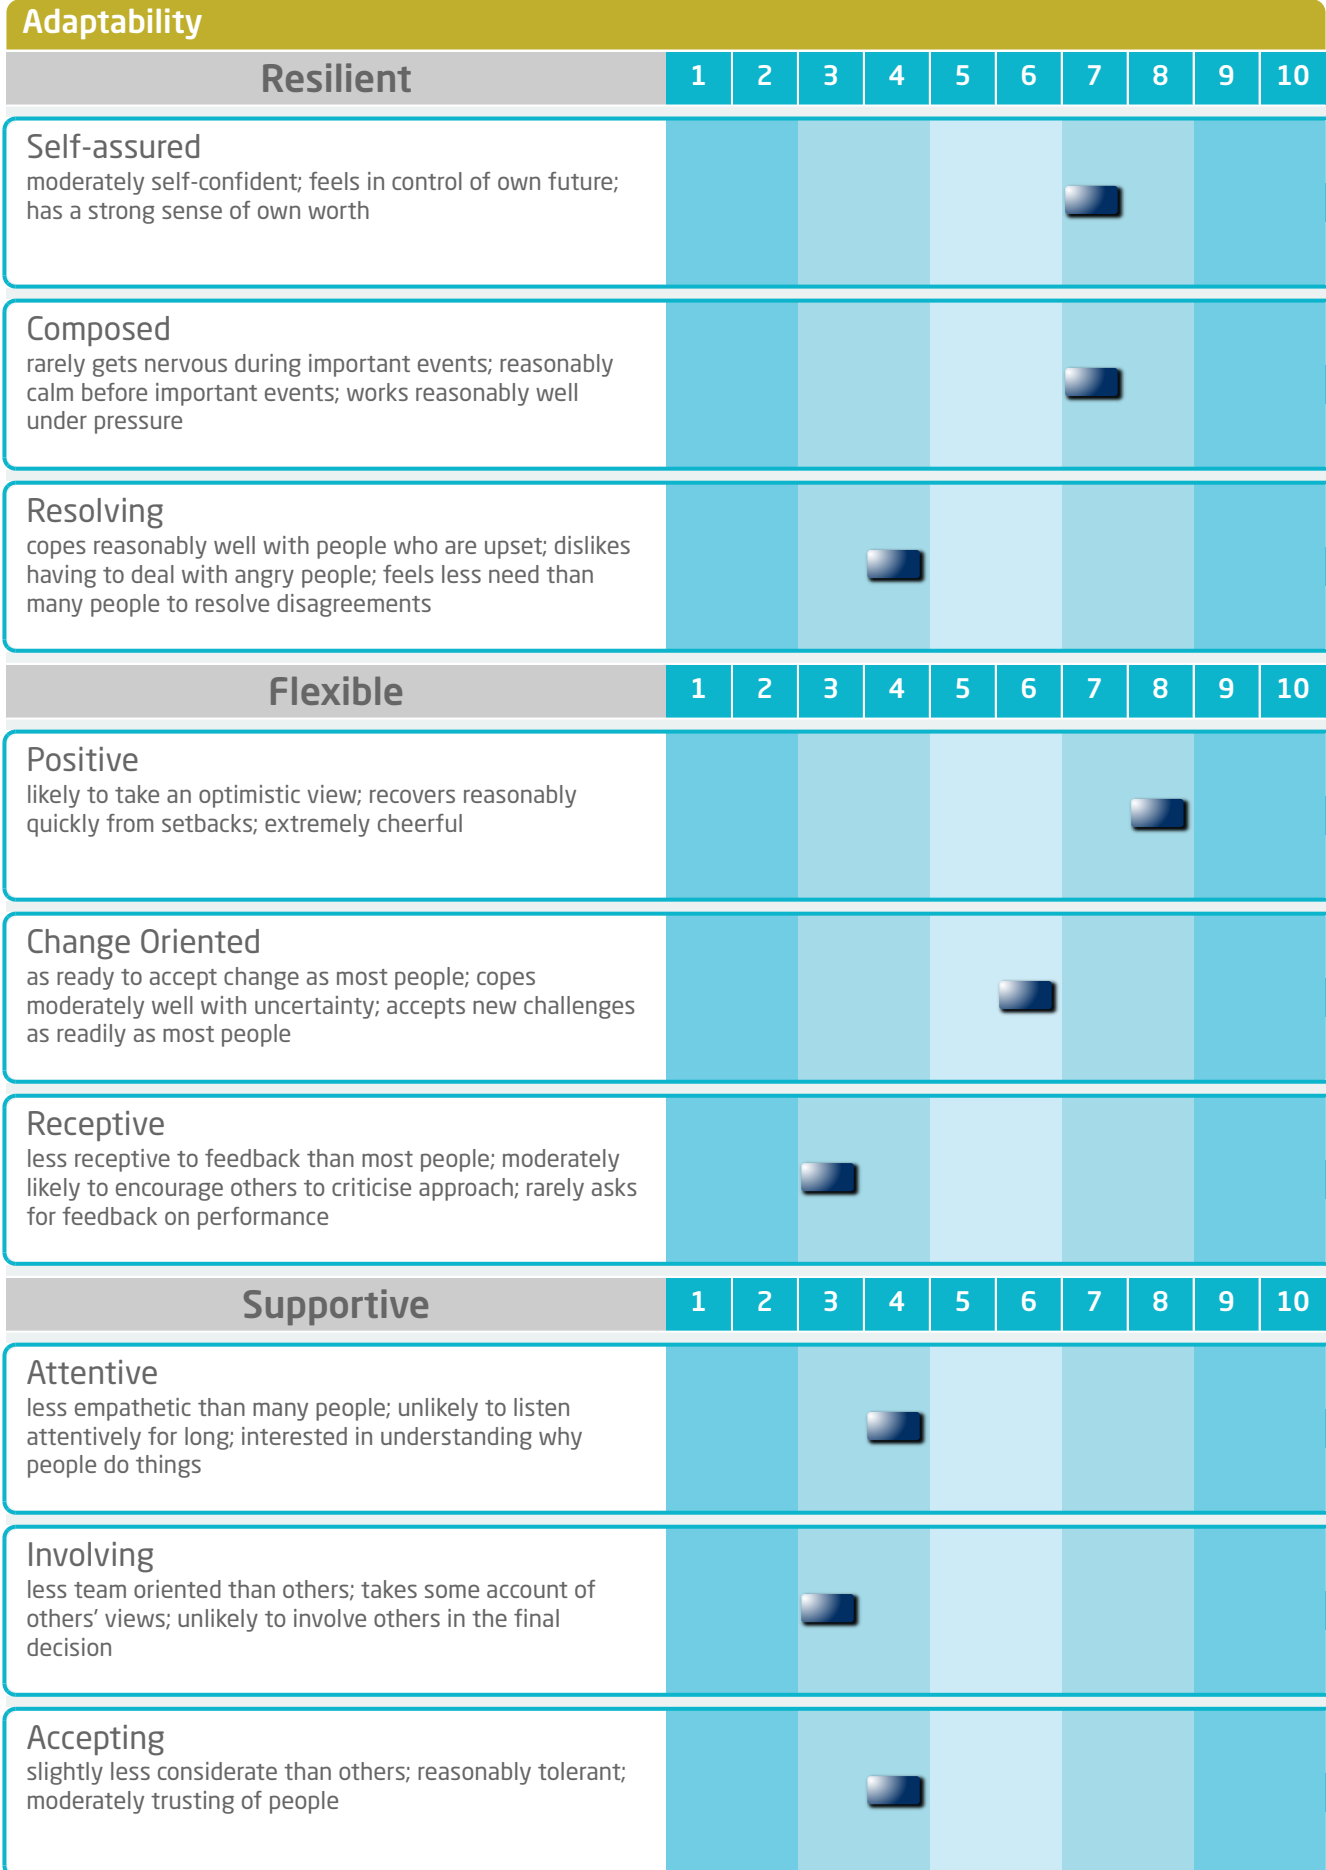 Adaptability
Resilient 1 2 3 4 5 6 7 8 9 10
Self-assured
moderately self-confident; feels in control of own future;
has a strong sense of own worth
Composed
rarely gets nervous during important events; reasonably
calm before important events; works reasonably well
under pressure
Resolving
copes reasonably well with people who are upset; dislikes
having to deal with angry people; feels less need than
many people to resolve disagreements
Flexible 1 2 3 4 5 6 7 8 9 10
Positive
likely to take an optimistic view; recovers reasonably
quickly from setbacks; extremely cheerful
Change Oriented
as ready to accept change as most people; copes
moderately well with uncertainty; accepts new challenges
as readily as most people
Receptive
less receptive to feedback than most people; moderately
likely to encourage others to criticise approach; rarely asks
for feedback on performance
Supportive 1 2 3 4 5 6 7 8 9 10
Attentive
less empathetic than many people; unlikely to listen
attentively for long; interested in understanding why
people do things
Involving
less team oriented than others; takes some account of
others’ views; unlikely to involve others in the final
decision
Accepting
slightly less considerate than others; reasonably tolerant;
moderately trusting of people